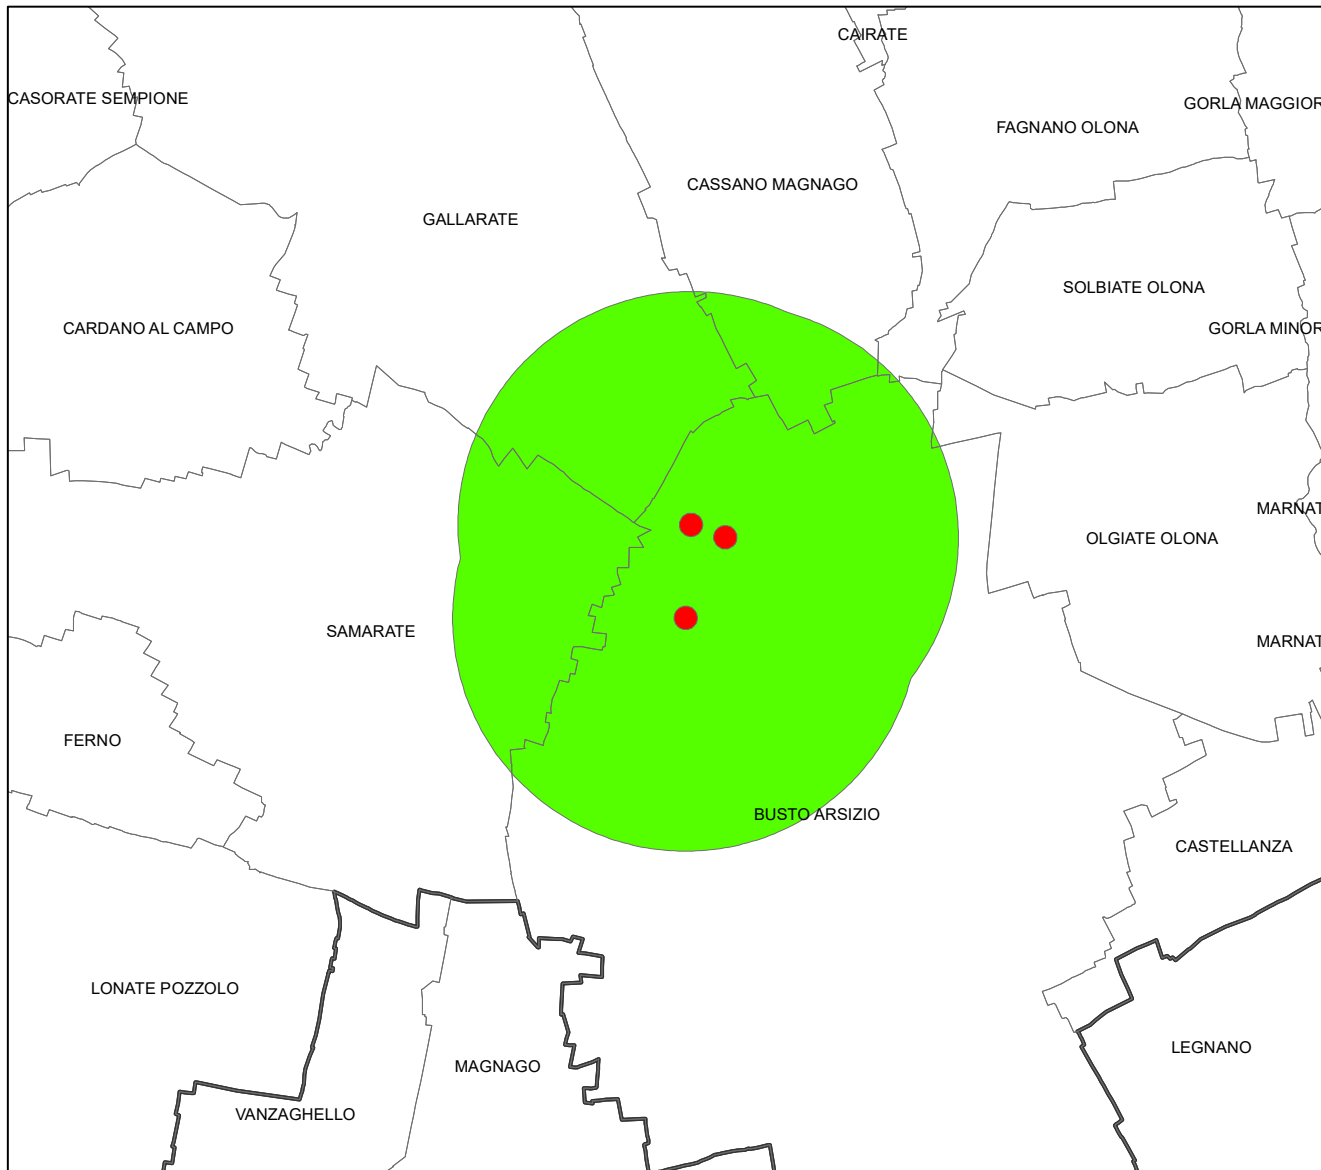 CAIRATE
CASORATE SEMPIONE
GORLA MAGGIOR
FAGNANO OLONA
CASSANO MAGNAGO
GALLARATE
SOLBIATE OLONA
CARDANO AL CAMPO
GORLA MINOR
MARNAT
OLGIATE OLONA
SAMARATE
MARNAT
FERNO
BUSTO ARSIZIO
CASTELLANZA
LONATE POZZOLO
LEGNANO
MAGNAGO
VANZAGHELLO